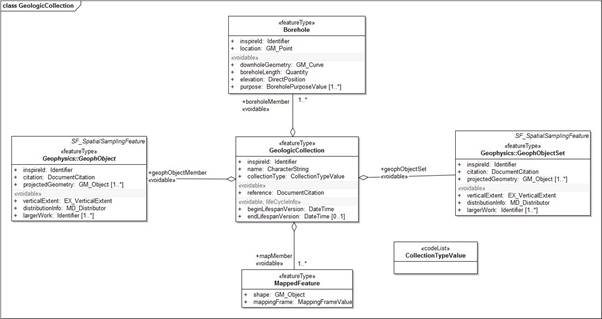 class GeologicCollection
«featureType»
Borehole
+ inspireId: Identifier
+ location: GM_Point
«voidable»
+ downholeGeometry: GM_Curve
+ boreholeLength: Quantity
+ elevation: DirectPosition
+ purpose: BoreholePurposeValue [1..*]
+boreholeMember
«voidable»
1..*
SF_SpatialSamplingFeature
«featureType»
Geophysics::GeophObject
+ inspireId: Identifier
+ citation: DocumentCitation
+ projectedGeometry: GM_Object [1..*]
«voidable»
+ verticalExtent: EX_VerticalExtent
+ distributionInfo: MD_Distributor
+ largerWork: Identifier [1..*]
+geophObjectMember
«voidable»
«featureType»
GeologicCollection
+ inspireId: Identifier
+ name: CharacterString
+ collectionType: CollectionTypeValue
«voidable»
+ reference: DocumentCitation
«voidable, lifeCycleInfo»
+ beginLifespanVersion: DateTime
+ endLifespanVersion: DateTime [0..1]
+geophObjectSet
«voidable»
SF_SpatialSamplingFeature
«featureType»
Geophysics::GeophObjectSet
+ inspireId: Identifier
+ citation: DocumentCitation
+ projectedGeometry: GM_Object [1..*]
«voidable»
+ verticalExtent: EX_VerticalExtent
+ distributionInfo: MD_Distributor
+ largerWork: Identifier [1..*]
+mapMember
«voidable»
1..*
«featureType»
MappedFeature
+ shape: GM_Object
+ mappingFrame: MappingFrameValue
«codeList»
CollectionTypeValue